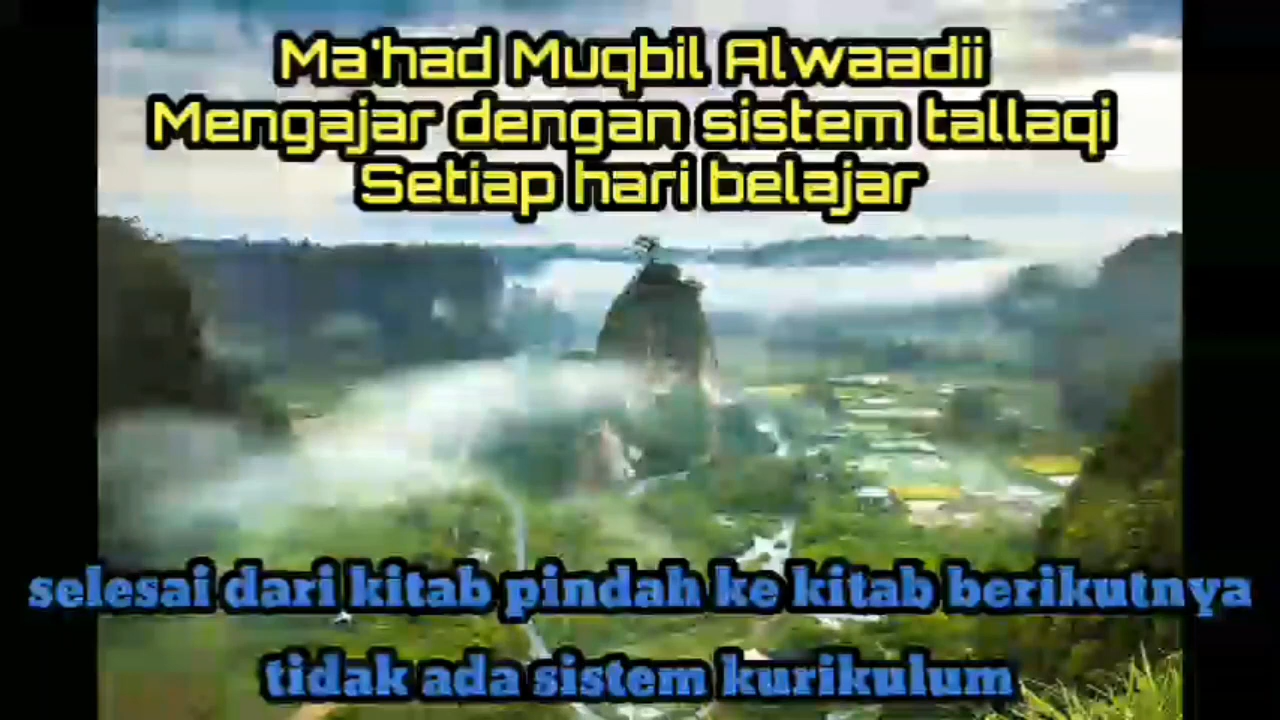 Ma'had Muqbil Alwaadii
Mengajar dengan sistem tallaqi
Setiap hari belajar
selesai dari kitab pindah ke kitab berikutnya
tidak ada sistem kurikulum